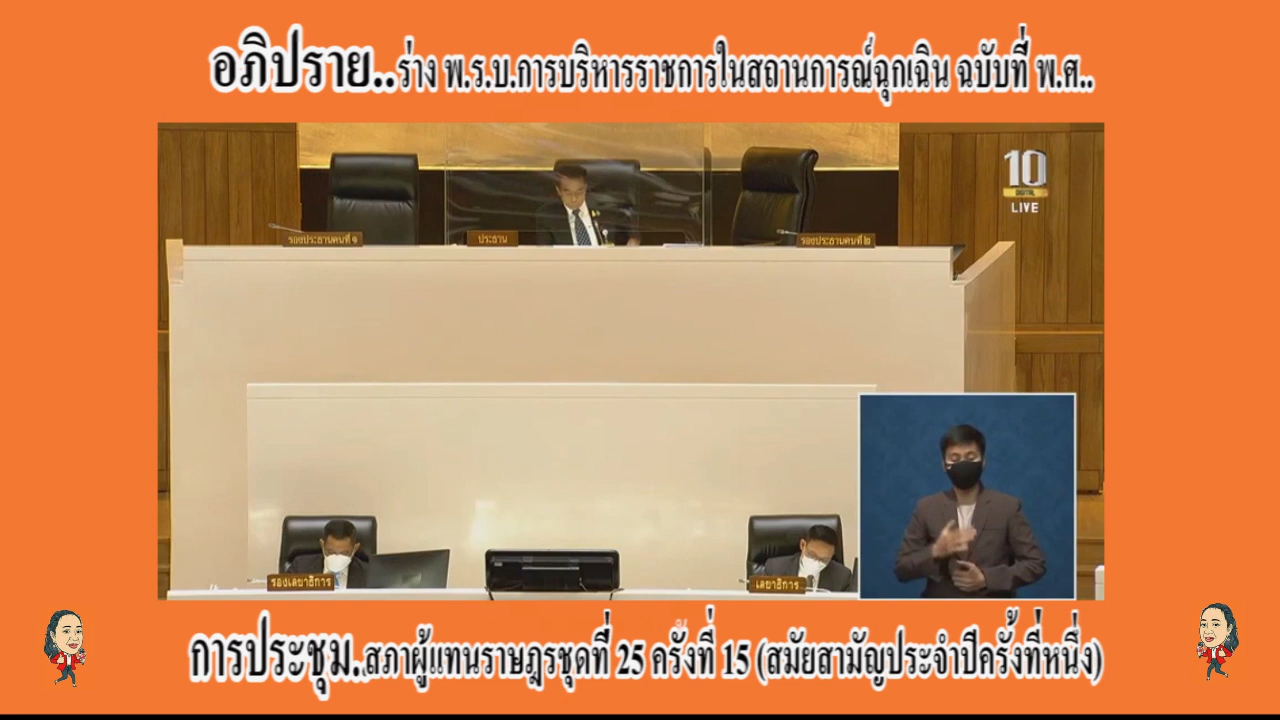 อภิปราย..ร่าง พ.ร.บ.การบริหารราชการในสถานการณ์ฉุกเฉิน ฉบับที่ พ.ศ..
10
LIVE
รองประธานคนที่ ๑
ประธาน
รองประธานคนที่ ๒
รองเลขาธิการ
เลขาธิการ
การประชุม..สภาผู้แทนราษฎรชุดที่ 25 ครั้งที่ 15 (สมัยสามัญประจำปีครั้งที่หนึ่ง)